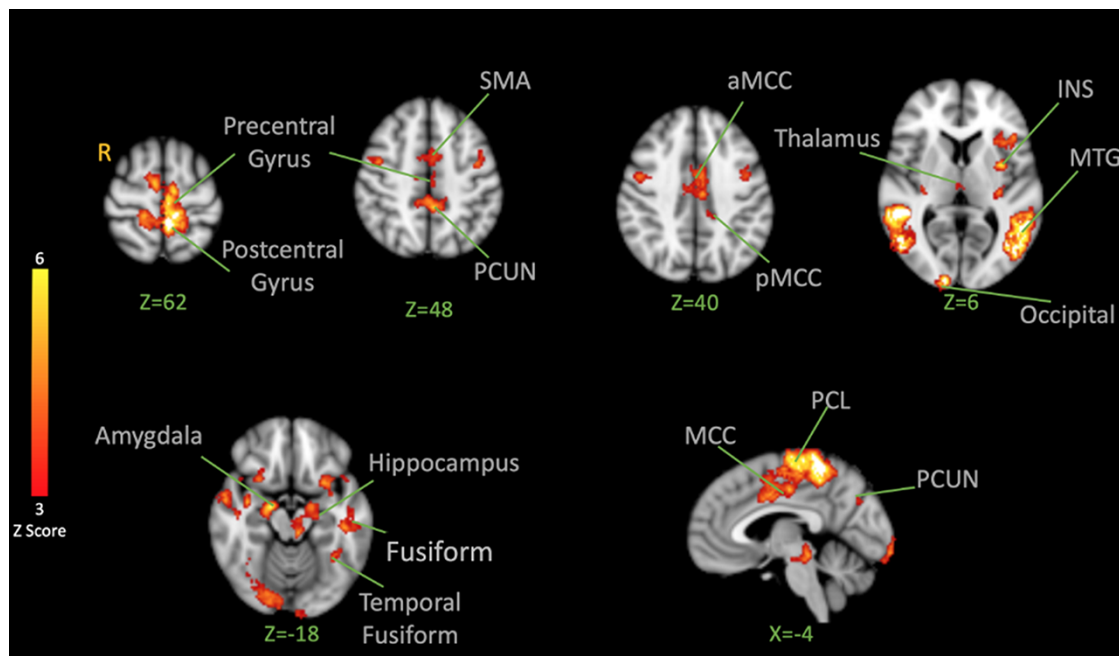 SMA
aMCC
INS
Precentral
Gyrus
Thalamus
R
MTG
Postcentral
Gyrus
PCUN
pMCC
Occipital
Z=62
Z=48
Z=40
Z=6
6
3
Z Score
PCL
Amygdala
MCC
Hippocampus
PCUN
Fusiform
Temporal
Fusiform
Z=-18
X=-4